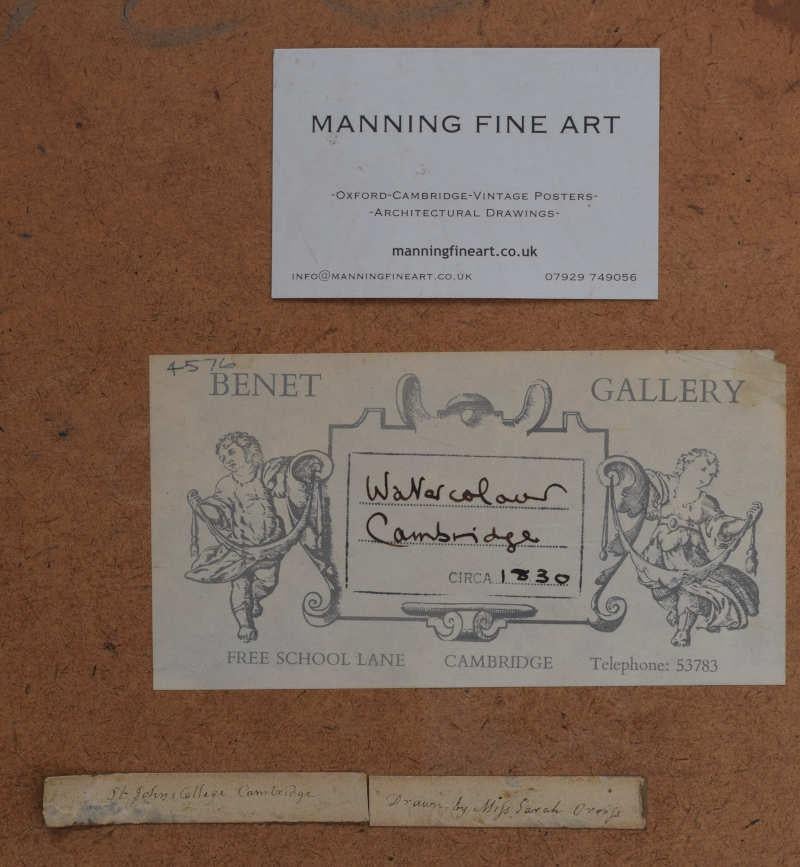 MANNING FINE ART
-OXFORD-CAMBRIDGE-VINTAGE POSTERS-
-ARCHITECTURAL DRAWINGS-
manningfineart.co.uk
INFO@MANNINGFINEART.CO.UK 07929 749056
4576
BENET GALLERY
Watercolour
Cambridge
CIRCA 1830
FREE SCHOOL LANE CAMBRIDGE Telephone: 53783
St Johns College Cambridge
Drawn by Miss Sarah